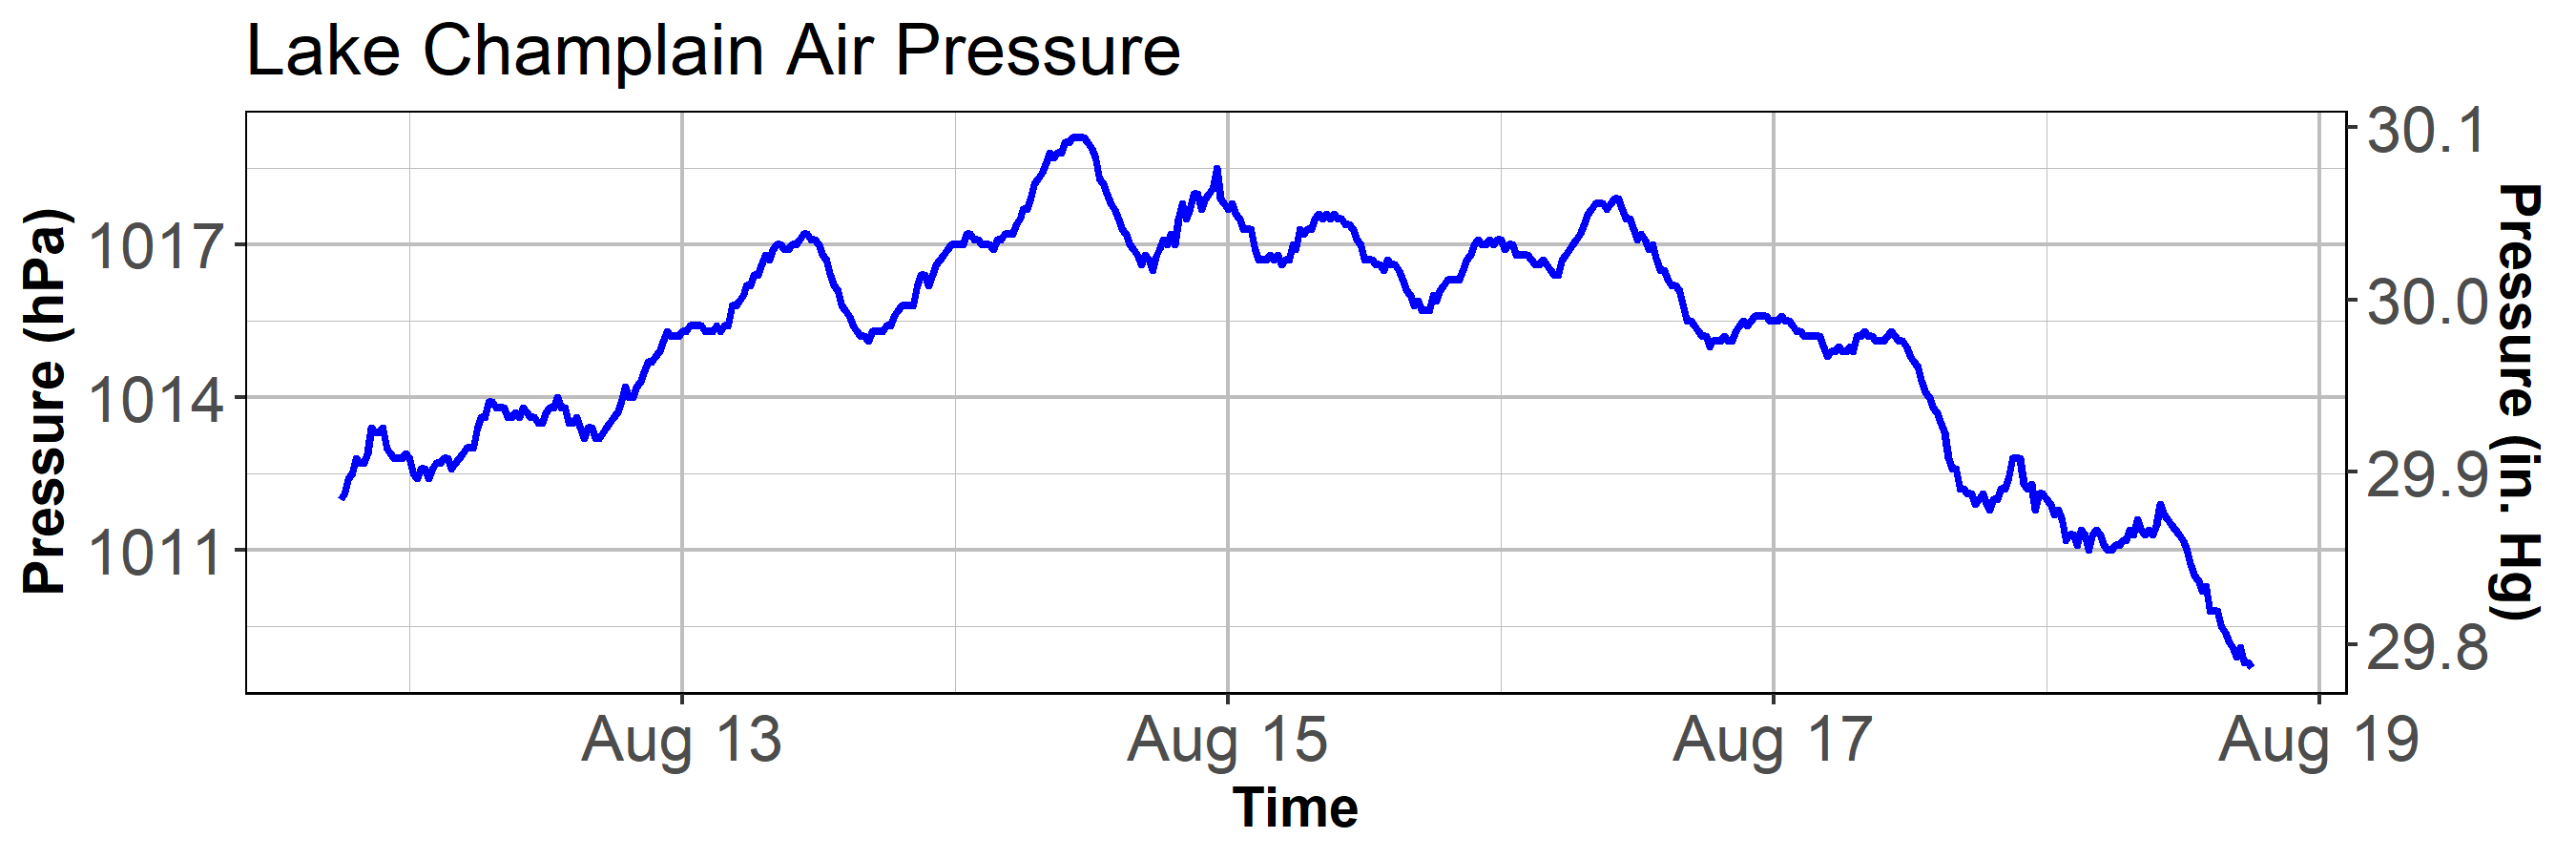 Lake Champlain Air Pressure
Pressure (hPa)
1017
1014
1011
30.1
30.0
29.9
29.8
Pressure (in. Hg)
Aug 13 Aug 15 Aug 17 Aug 19
Time